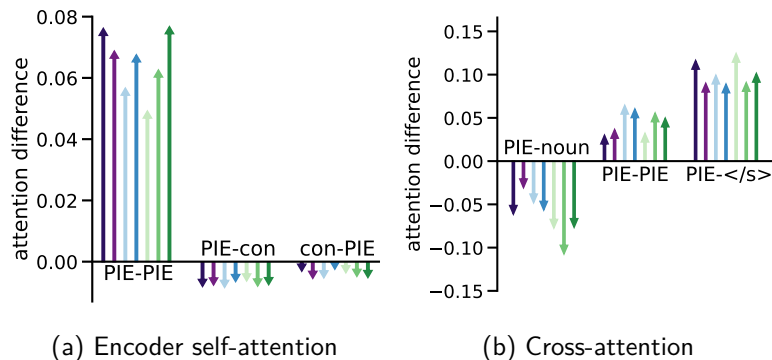 attention difference
0.08
0.06
0.04
0.02
0.00
PIE-PIE
PIE-con
con-PIE
(a) Encoder self-attention
attention difference
0.15
0.10
0.05
0.00
−0.05
−0.10
−0.15
PIE-noun
PIE-PIE
PIE-</s>
(b) Cross-attention